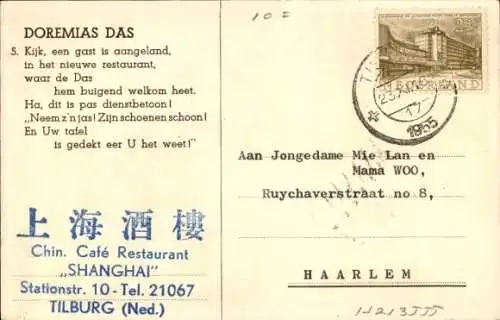 10 =
DOREMIAS DAS
5. Kijk, een gast is aangeland,
in het nieuwe restaurant,
waar de Das
hem buigend welkom heet.
Ha, dit is pas dienstbetoon!
„Neem z'n jas! Zijn schoenen schoon!
En Uw tafel
is gedekt eer U het weet!"
NEDERLAND
1955
Aan Jongedame Mie Lan en
Mama WOO,
Ruychaverstraat no 8,
HAARLEM
上海酒樓
Chin. Café Restaurant
„SHANGHAI"
Stationstr. 10 - Tel. 21067
TILBURG (Ned.)